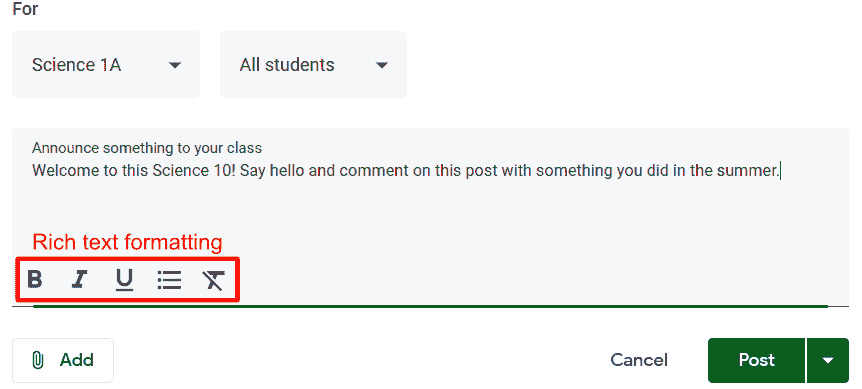 For
Science 1A All students
Announce something to your class
Welcome to this Science 10! Say hello and comment on this post with something you did in the summer.
Rich text formatting
B I U
Add Cancel Post